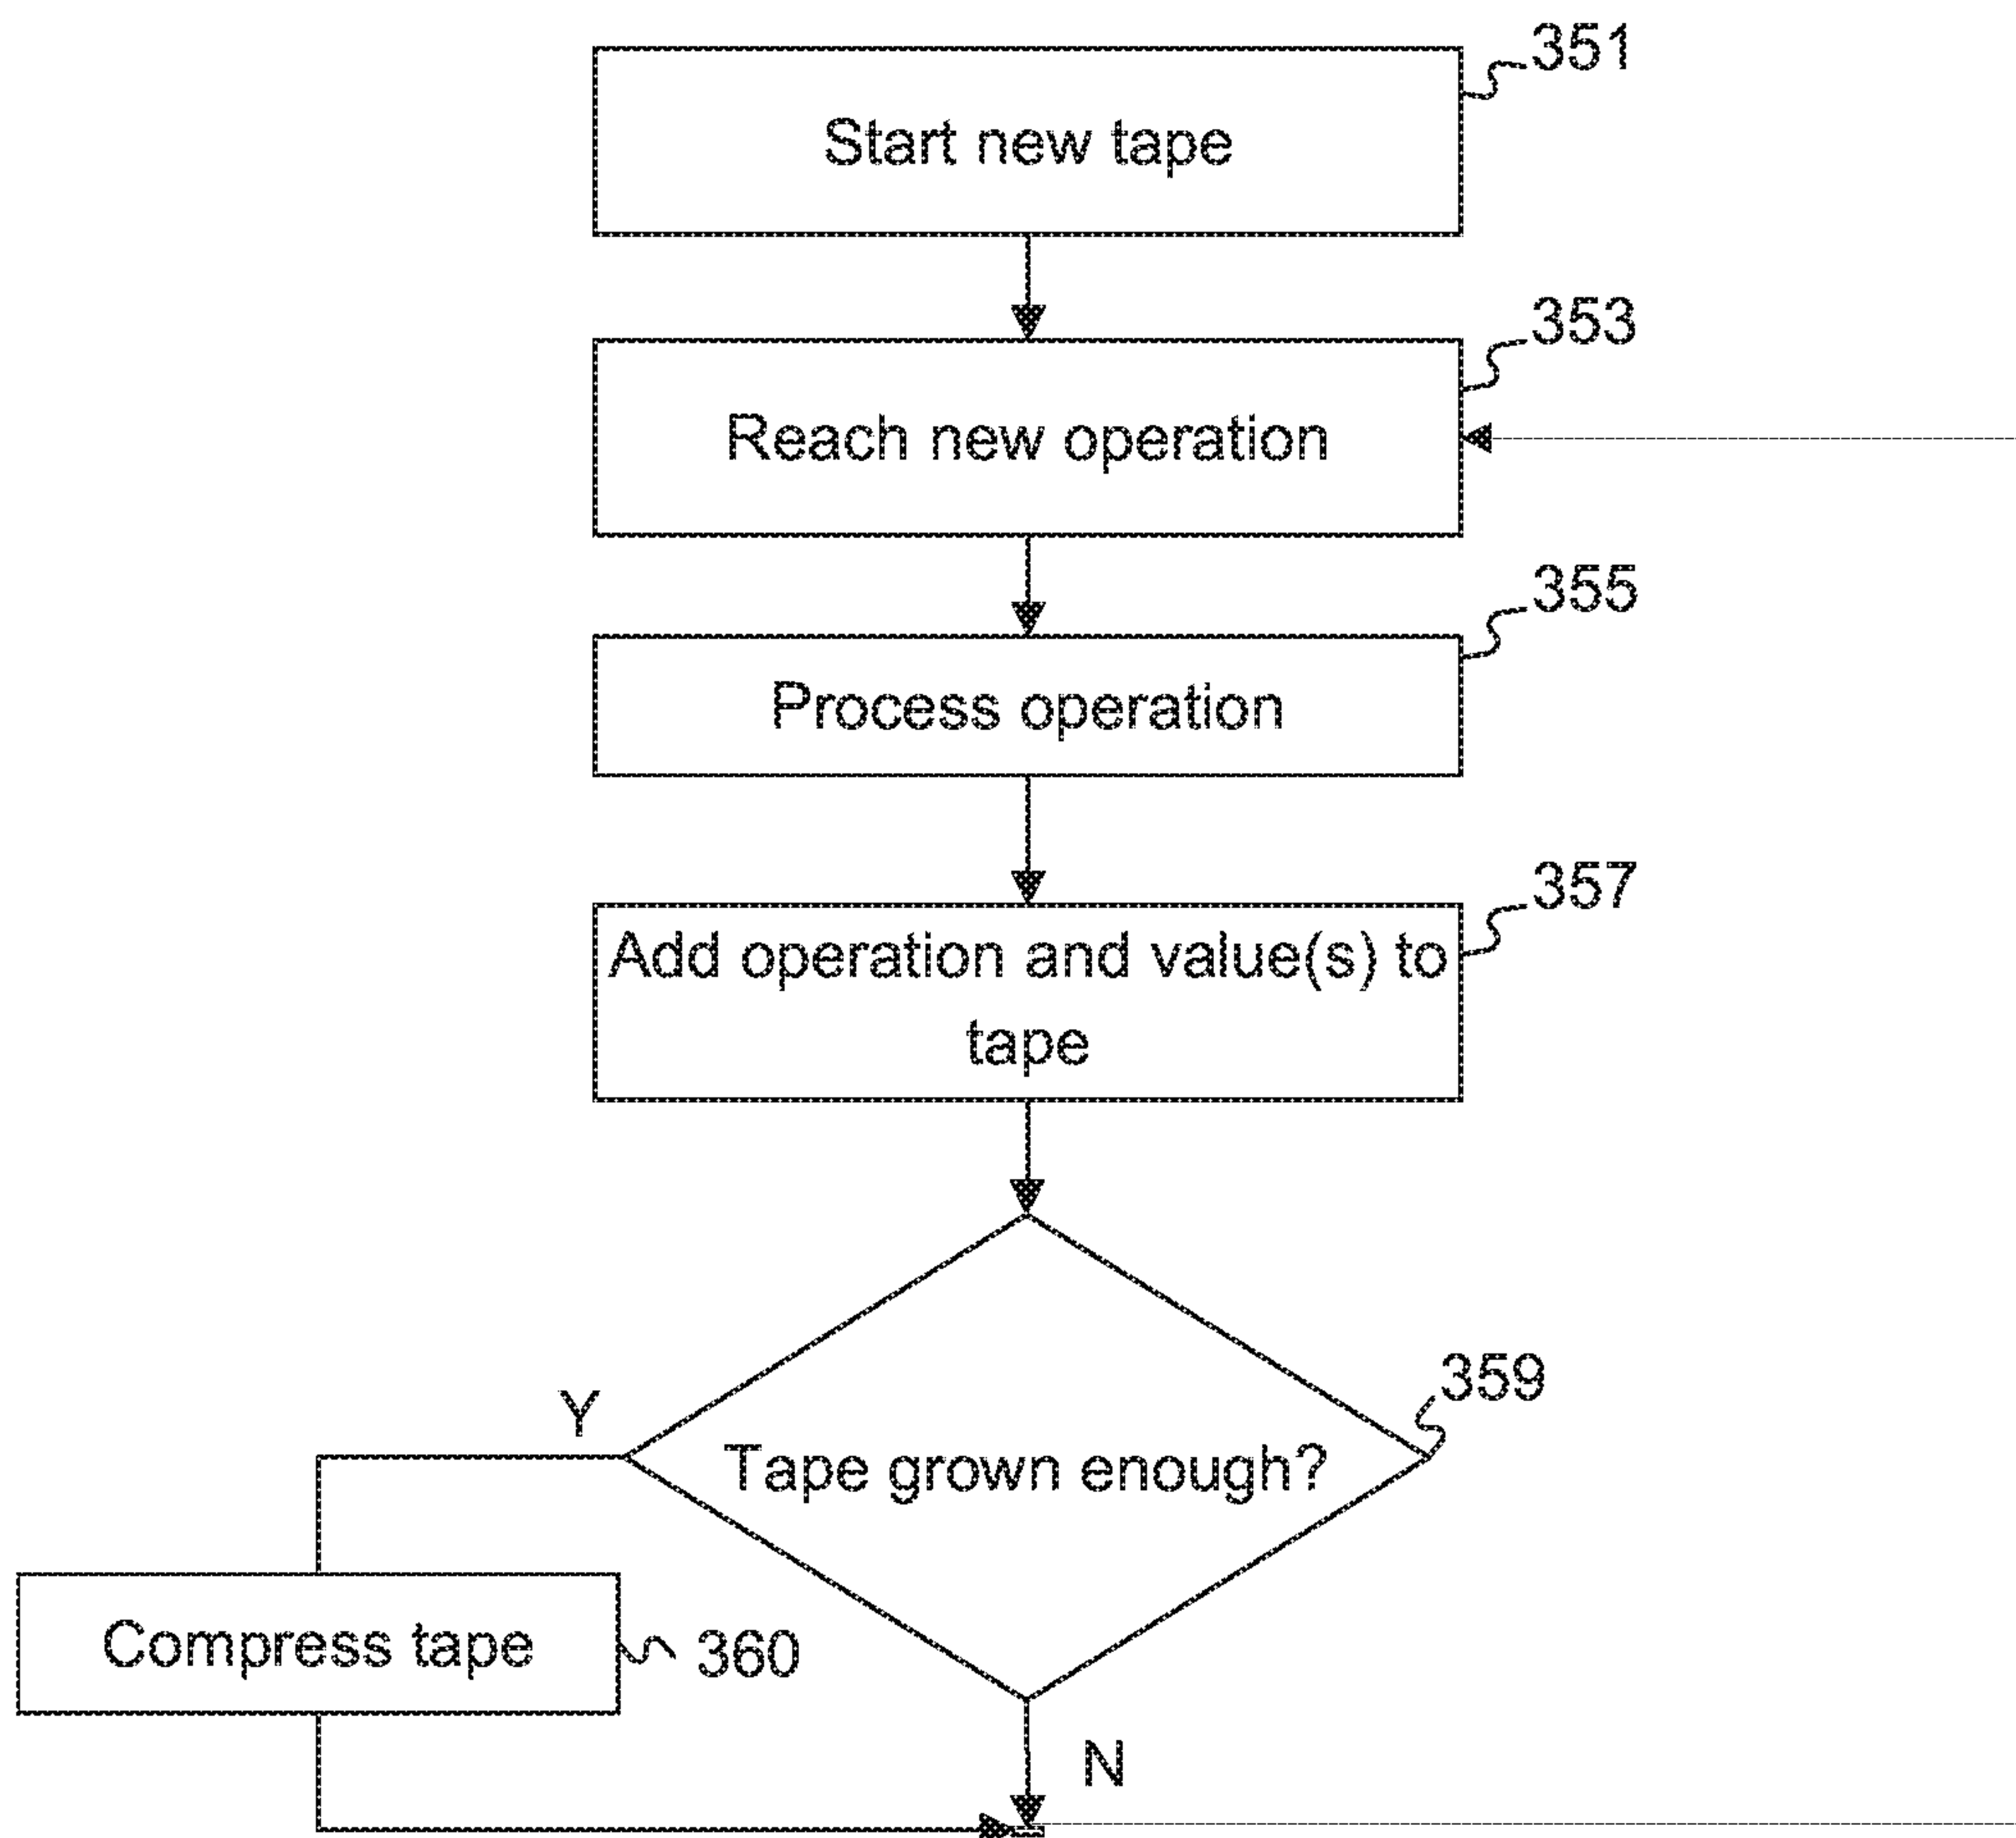 351
Start new tape
353
Reach new operation
355
Process operation
357
Add operation and value(s) to
tape
359
Y
Tape grown enough?
Compress tape
360
N